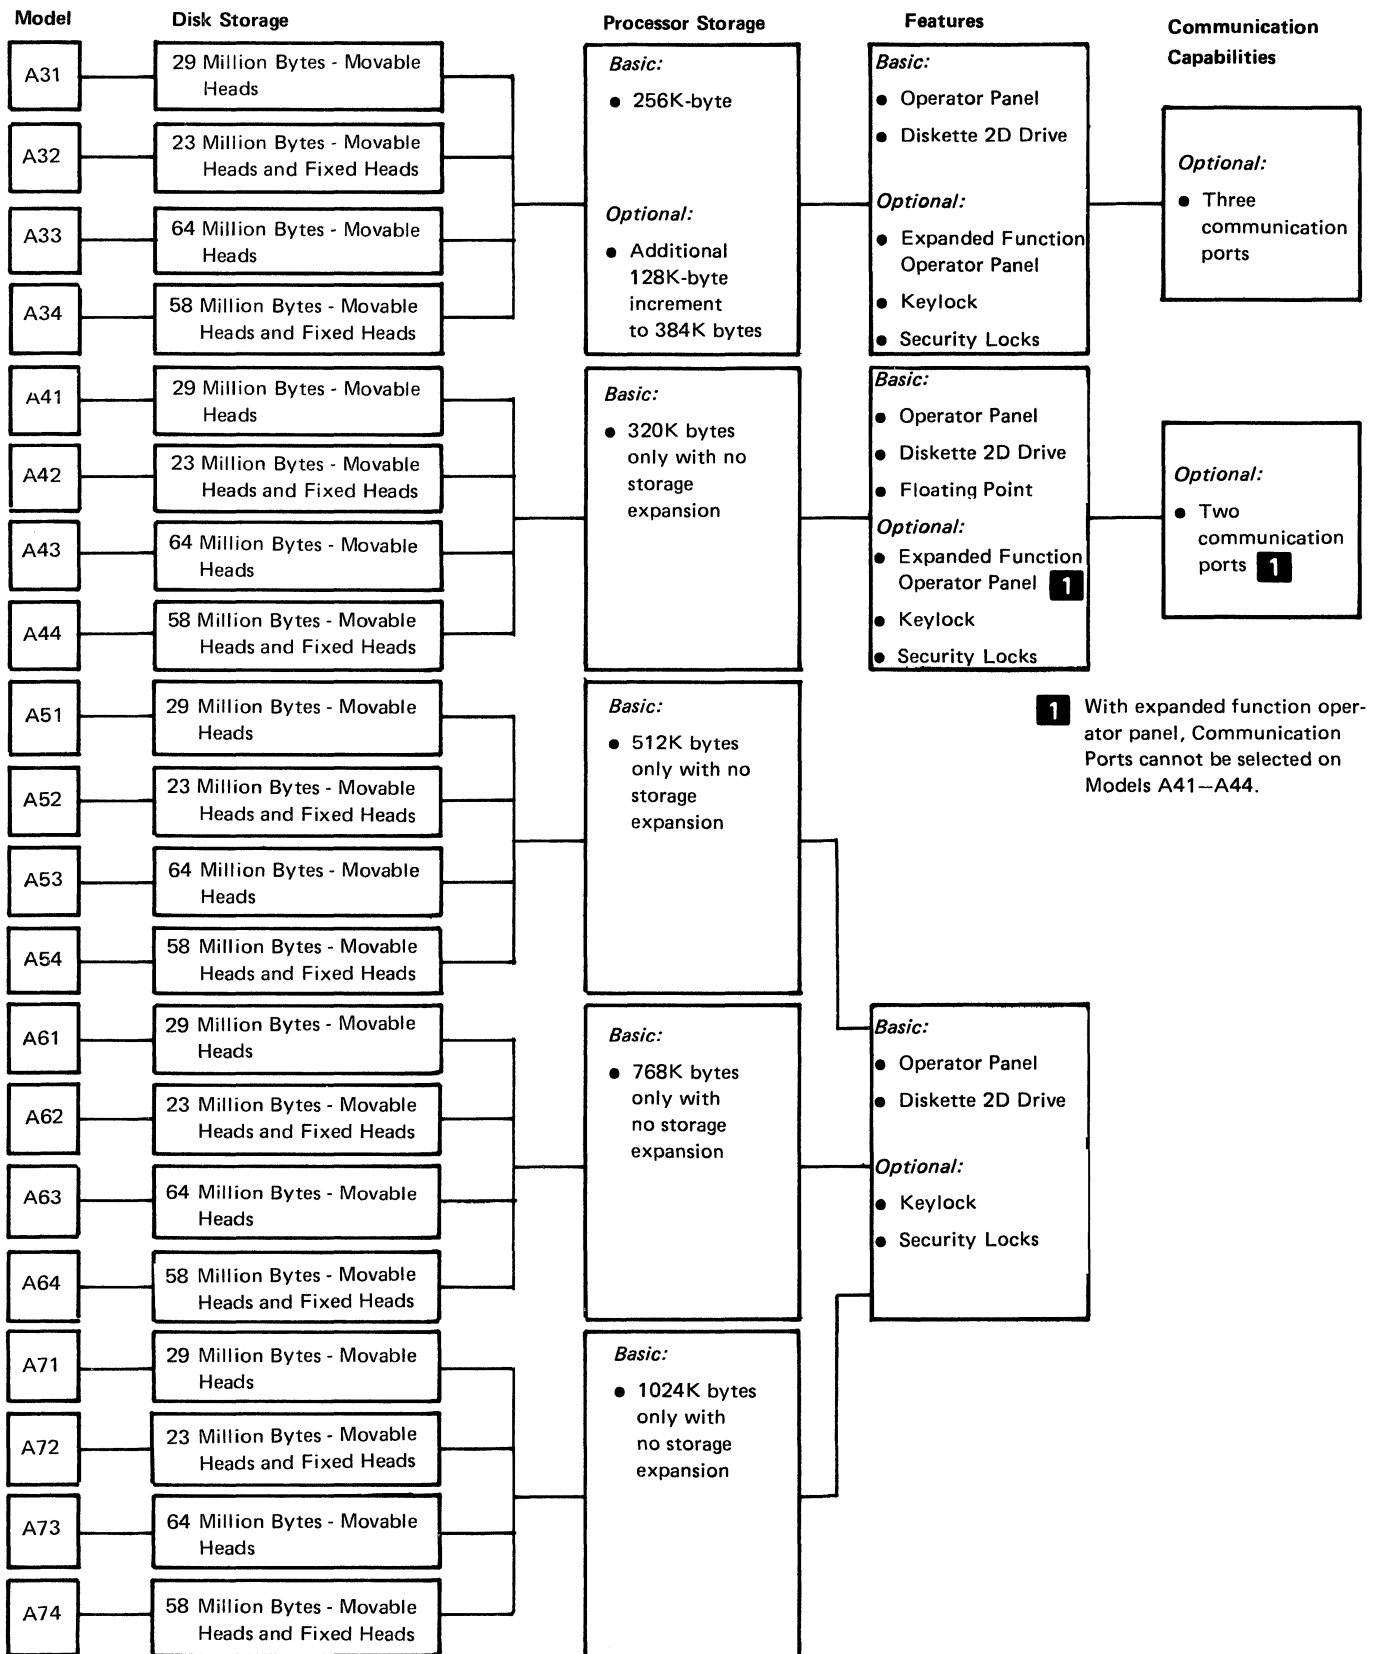 Model
Disk Storage
Processor Storage
Features
Communication
Capabilities
A31
29 Million Bytes - Movable
Heads
A32
23 Million Bytes - Movable
Heads and Fixed Heads
A33
64 Million Bytes - Movable
Heads
A34
58 Million Bytes - Movable
Heads and Fixed Heads
Basic:
● 256K-byte
Optional:
● Additional
128K-byte
increment
to 384K bytes
Basic:
● Operator Panel
● Diskette 2D Drive
Optional:
● Expanded Function
Operator Panel
● Keylock
● Security Locks
Optional:
● Three
communication
ports
A41
29 Million Bytes - Movable
Heads
A42
23 Million Bytes - Movable
Heads and Fixed Heads
A43
64 Million Bytes - Movable
Heads
A44
58 Million Bytes - Movable
Heads and Fixed Heads
Basic:
● 320K bytes
only with no
storage
expansion
Basic:
● Operator Panel
● Diskette 2D Drive
● Floating Point
Optional:
● Expanded Function
Operator Panel 1
● Keylock
● Security Locks
Optional:
● Two
communication
ports 1
1 With expanded function oper-
ator panel, Communication
Ports cannot be selected on
Models A41—A44.
A51
29 Million Bytes - Movable
Heads
A52
23 Million Bytes - Movable
Heads and Fixed Heads
A53
64 Million Bytes - Movable
Heads
A54
58 Million Bytes - Movable
Heads and Fixed Heads
Basic:
● 512K bytes
only with no
storage
expansion
A61
29 Million Bytes - Movable
Heads
A62
23 Million Bytes - Movable
Heads and Fixed Heads
A63
64 Million Bytes - Movable
Heads
A64
58 Million Bytes - Movable
Heads and Fixed Heads
Basic:
● 768K bytes
only with
no storage
expansion
Basic:
● Operator Panel
● Diskette 2D Drive
Optional:
● Keylock
● Security Locks
A71
29 Million Bytes - Movable
Heads
A72
23 Million Bytes - Movable
Heads and Fixed Heads
A73
64 Million Bytes - Movable
Heads
A74
58 Million Bytes - Movable
Heads and Fixed Heads
Basic:
● 1024K bytes
only with
no storage
expansion